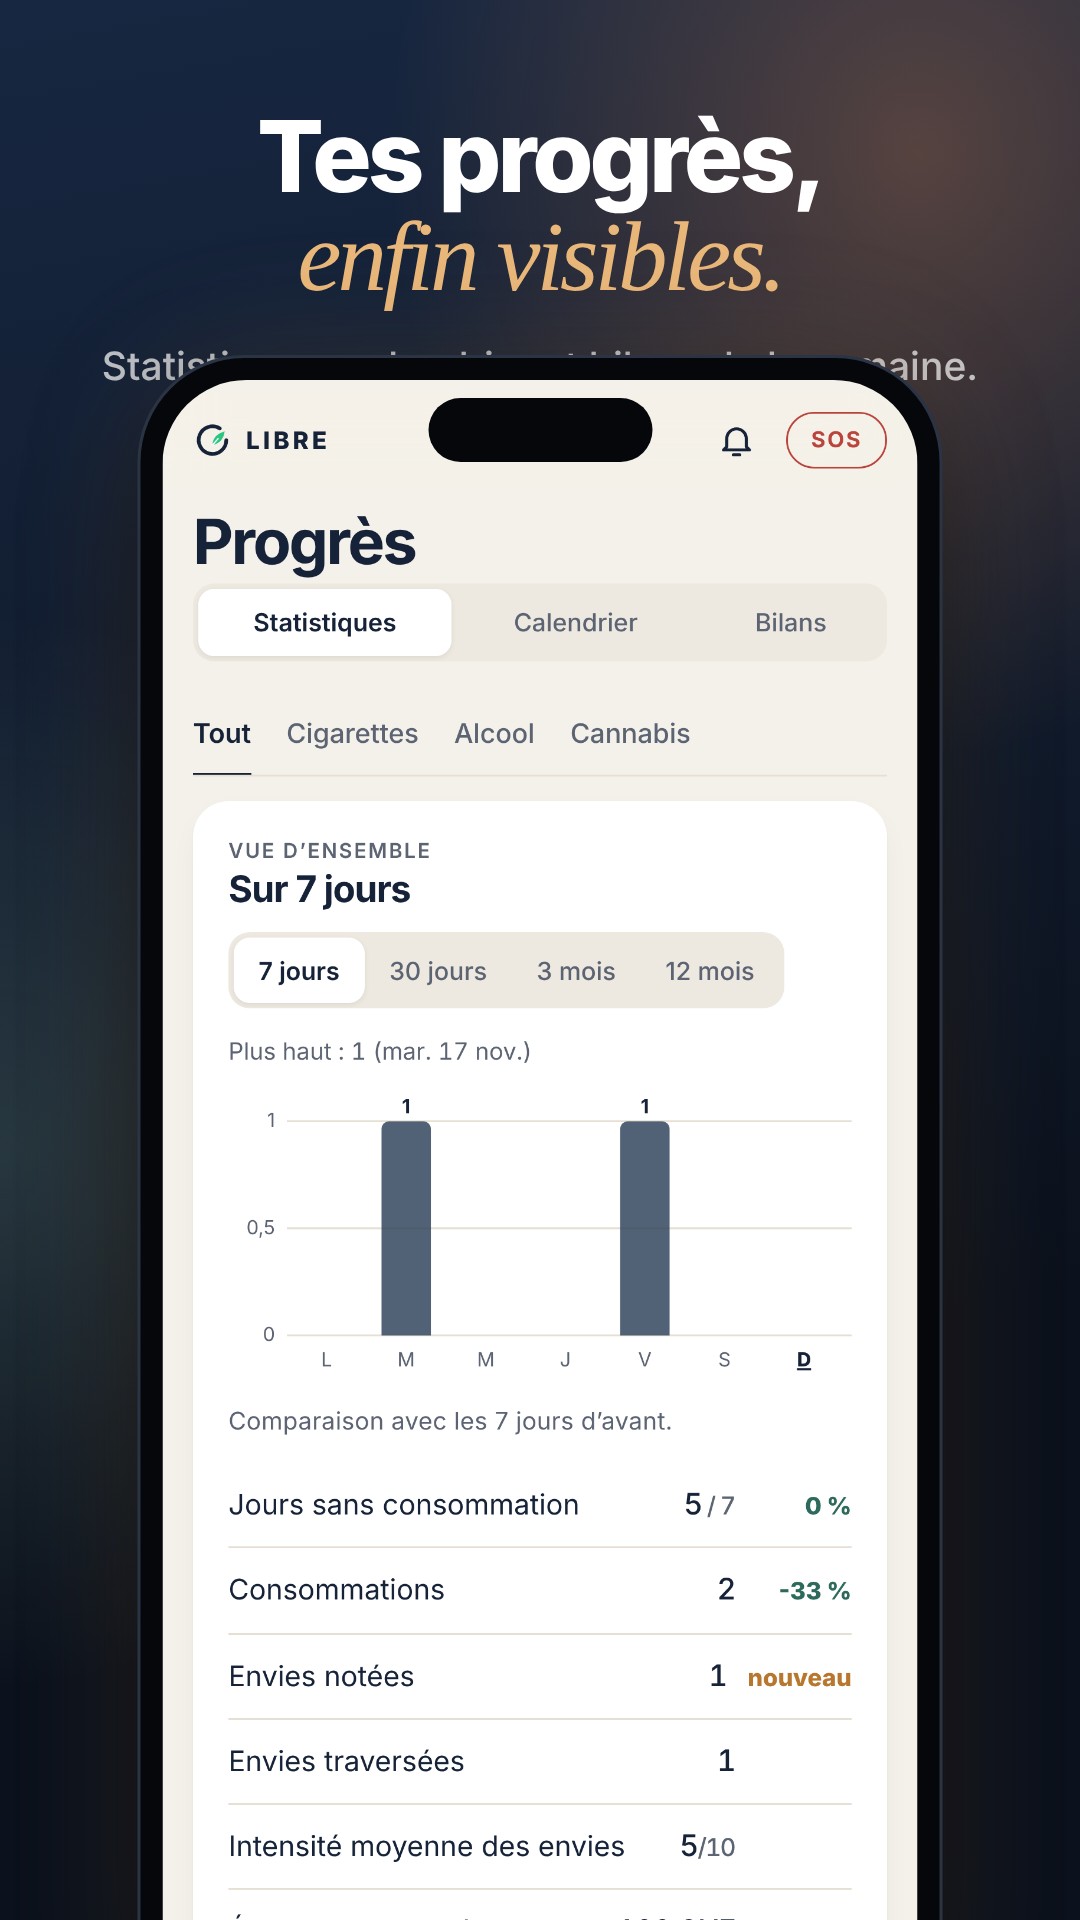 Tes progrès,
enfin visibles.
maine.
LIBRE
SOS
Progrès
Statistiques Calendrier Bilans
Tout Cigarettes Alcool Cannabis
VUE D’ENSEMBLE
Sur 7 jours
7 jours 30 jours 3 mois 12 mois
Plus haut : 1 (mar. 17 nov.)
1 1
1
0,5
0
L M M J V S D
Comparaison avec les 7 jours d’avant.
Jours sans consommation 5 / 7 0 %
Consommations 2 -33 %
Envies notées 1 nouveau
Envies traversées 1
Intensité moyenne des envies 5/10